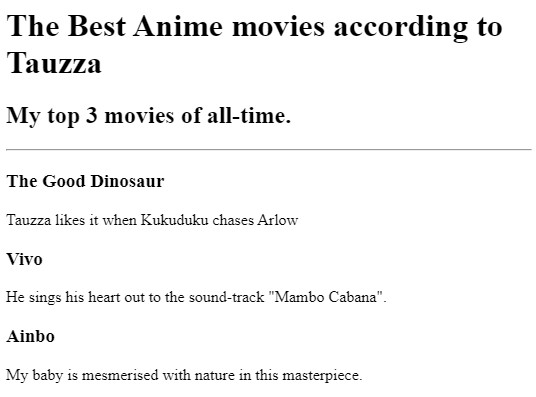 The Best Anime movies according to
Tauzza
My top 3 movies of all-time.
The Good Dinosaur
Tauzza likes it when Kukuduku chases Arlow
Vivo
He sings his heart out to the sound-track "Mambo Cabana".
Ainbo
My baby is mesmerised with nature in this masterpiece.